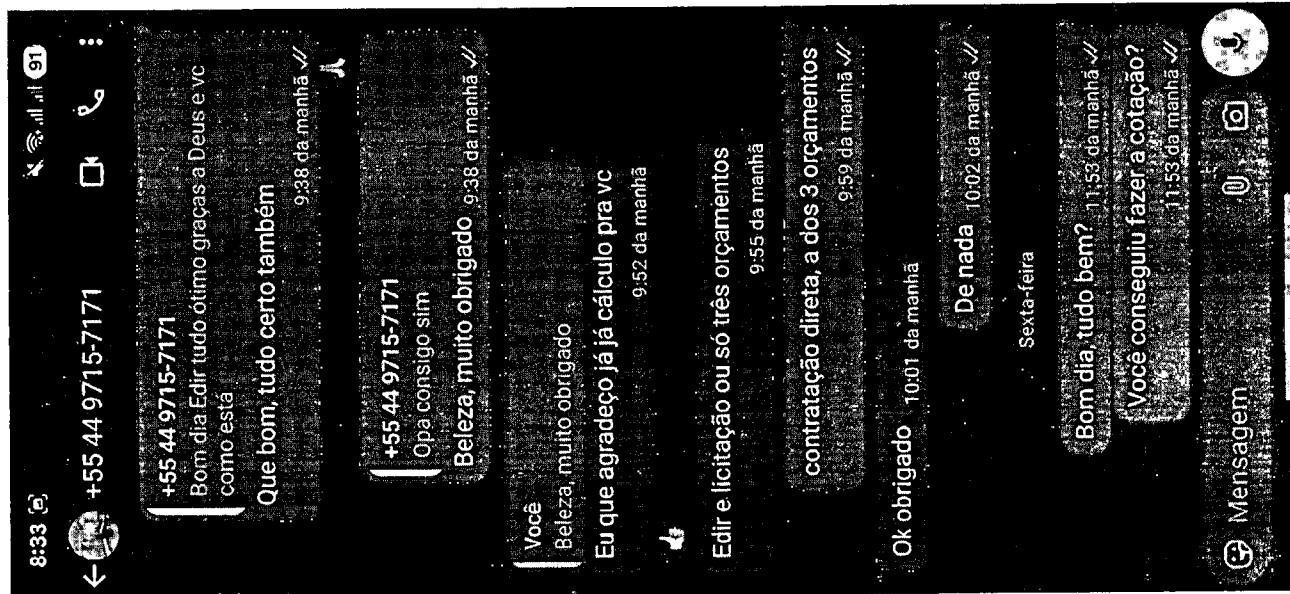 8:33
91
+55 44 9715-7171
+55 44 9715-7171
Bom dia Edir tudo ótimo graças a Deus e vc
como está
Que bom, tudo certo também
9:38 da manhã
+55 44 9715-7171
Opa consigo sim
Beleza, muito obrigado 9:38 da manhã
Você
Beleza, muito obrigado
Eu que agradeço já já cálculo pra vc
9:52 da manhã
Edir e licitação ou só três orçamentos
9:55 da manhã
contratação direta, a dos 3 orçamentos
9:59 da manhã
Ok obrigado 10:01 da manhã
De nada 10:02 da manhã
Sexta-feira
Bom dia, tudo bem? 11:53 da manhã
Você conseguiu fazer a cotação?
11:53 da manhã
Mensagem